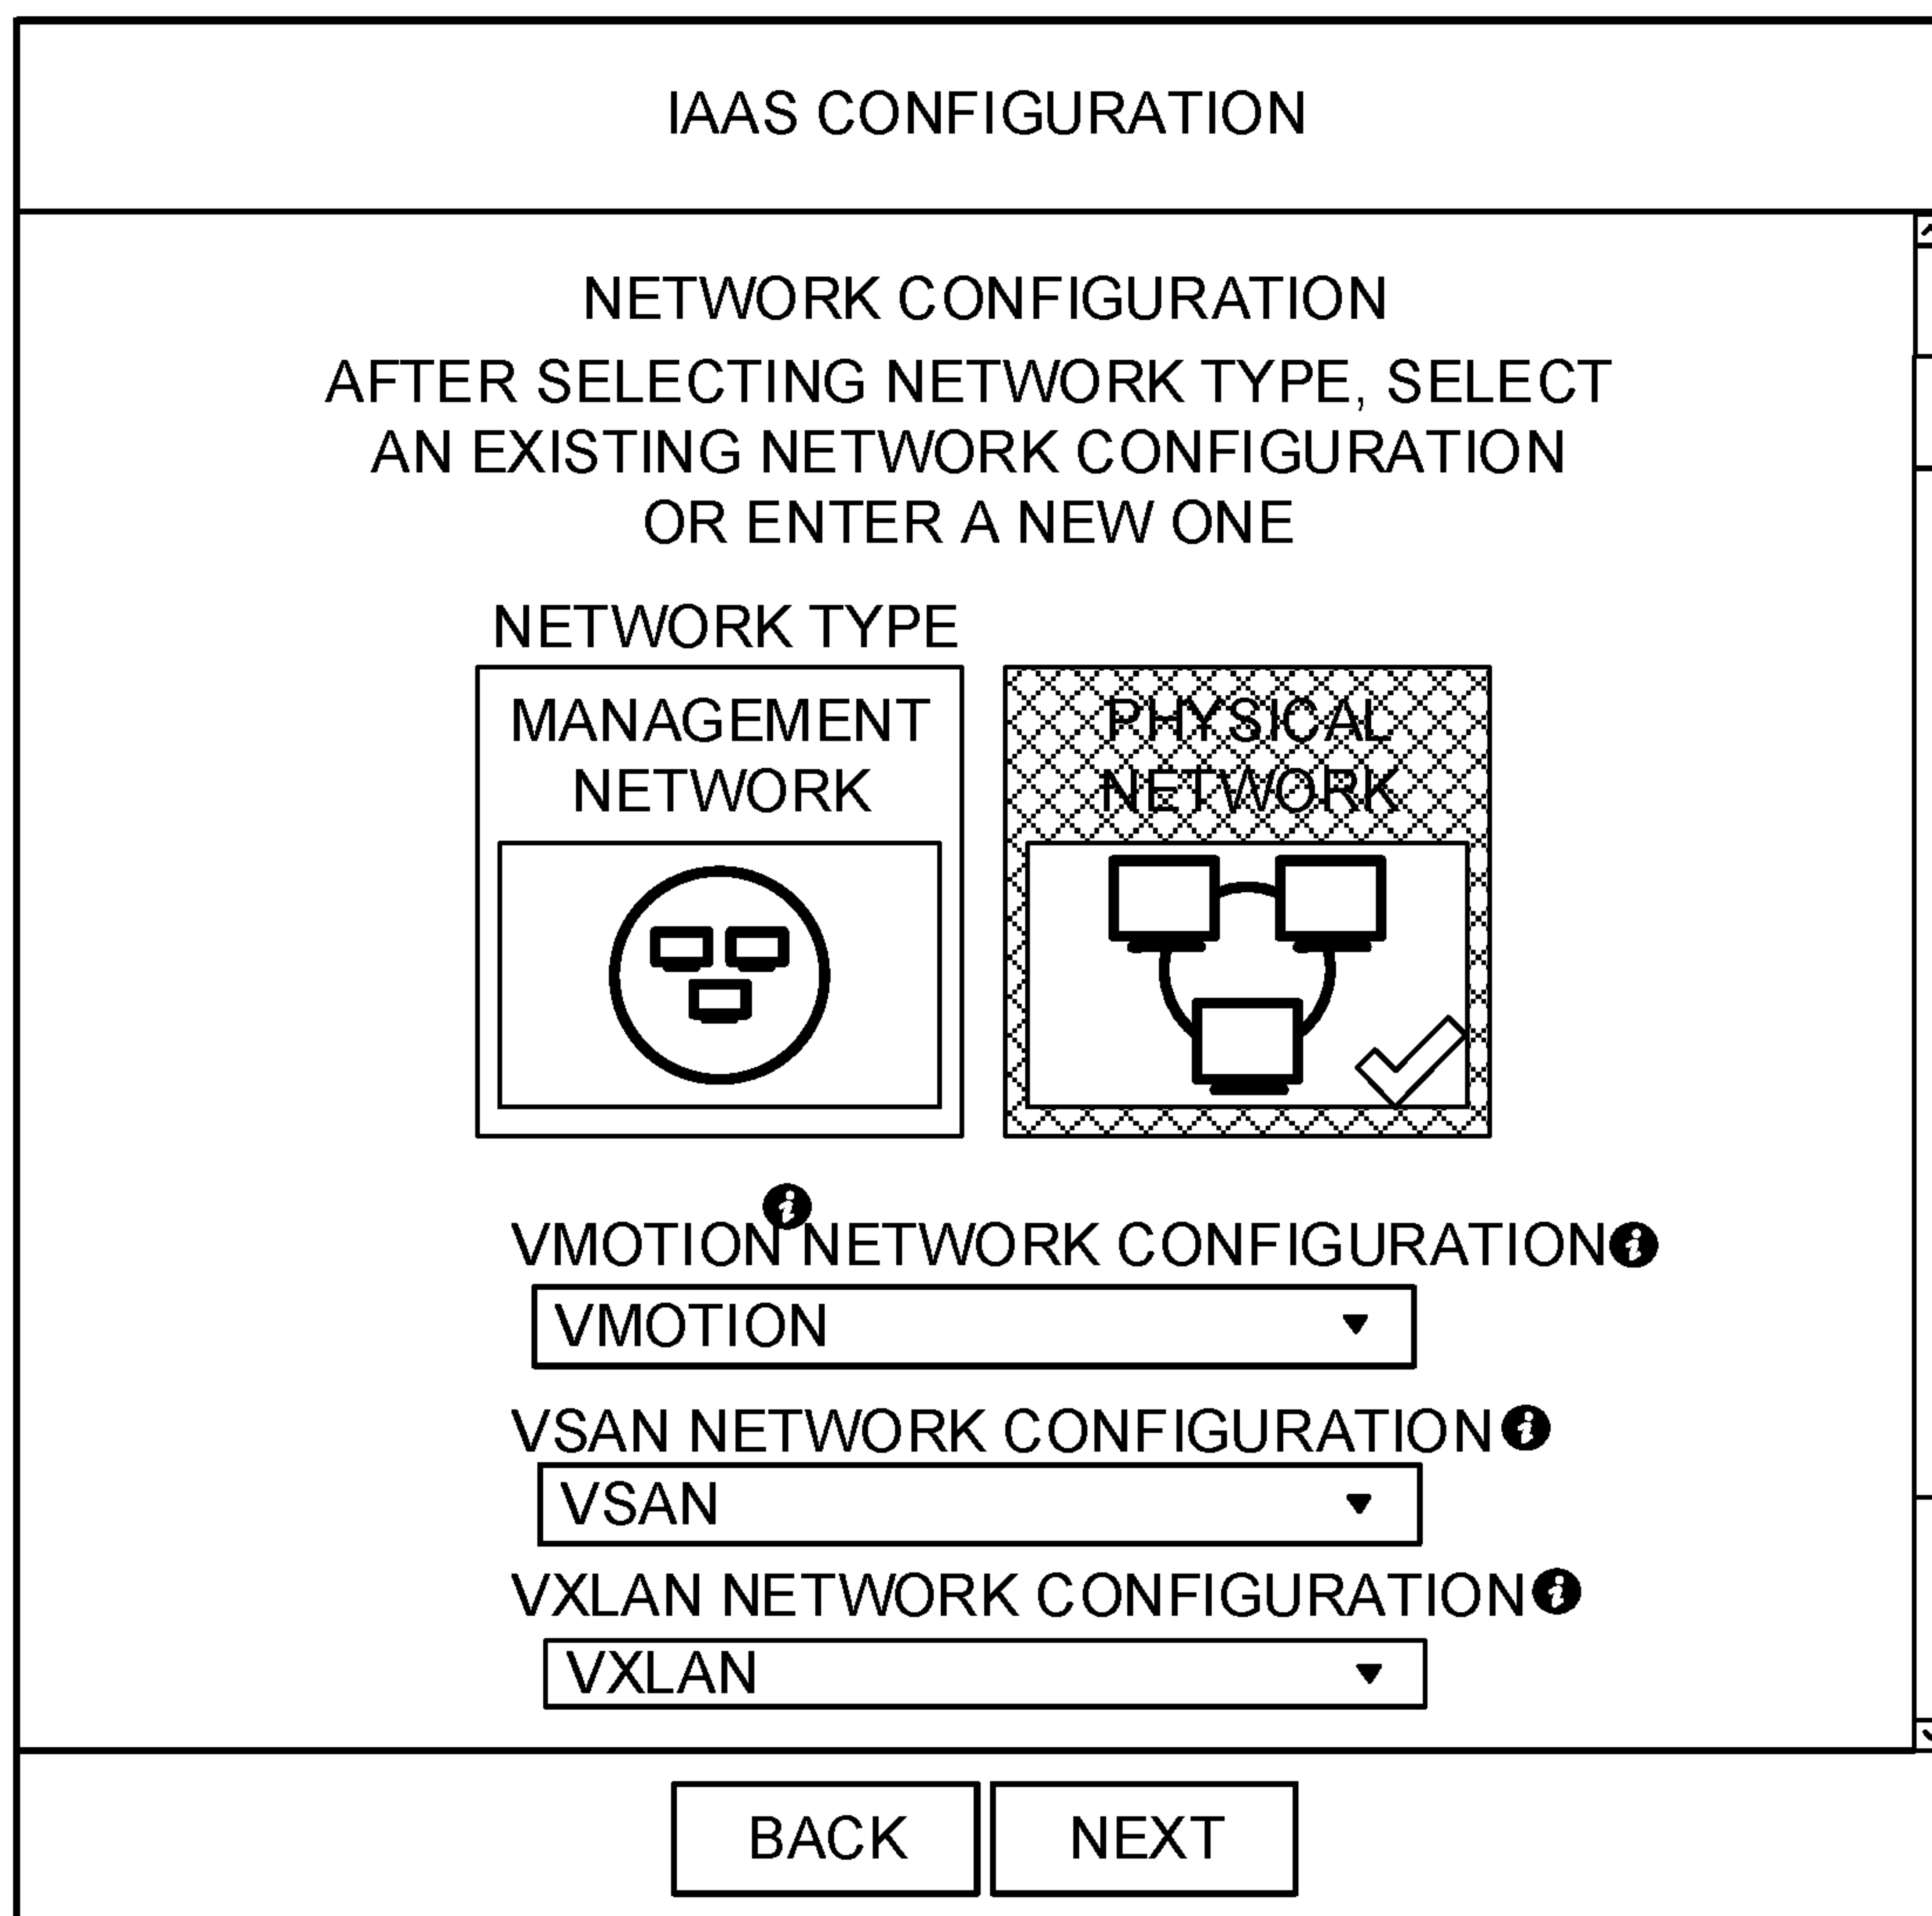 IAAS CONFIGURATION
NETWORK CONFIGURATION
AFTER SELECTING NETWORK TYPE, SELECT
AN EXISTING NETWORK CONFIGURATION
OR ENTER A NEW ONE
NETWORK TYPE
MANAGEMENT
NETWORK
PHYSICAL
NETWORK
i
VMOTION NETWORK CONFIGURATION i
VMOTION
VSAN NETWORK CONFIGURATION i
VSAN
VXLAN NETWORK CONFIGURATION i
VXLAN
BACK
NEXT